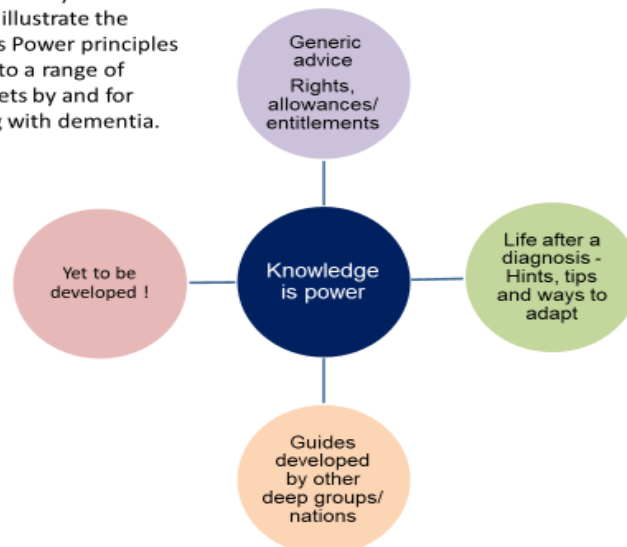 illustrate the
s Power principles
to a range of
ets by and for
g with dementia.
Generic
advice
Rights,
allowances/
entitlements
Yet to be
developed !
Knowledge
is power
Life after a
diagnosis -
Hints, tips
and ways to
adapt
Guides
developed
by other
deep groups/
nations